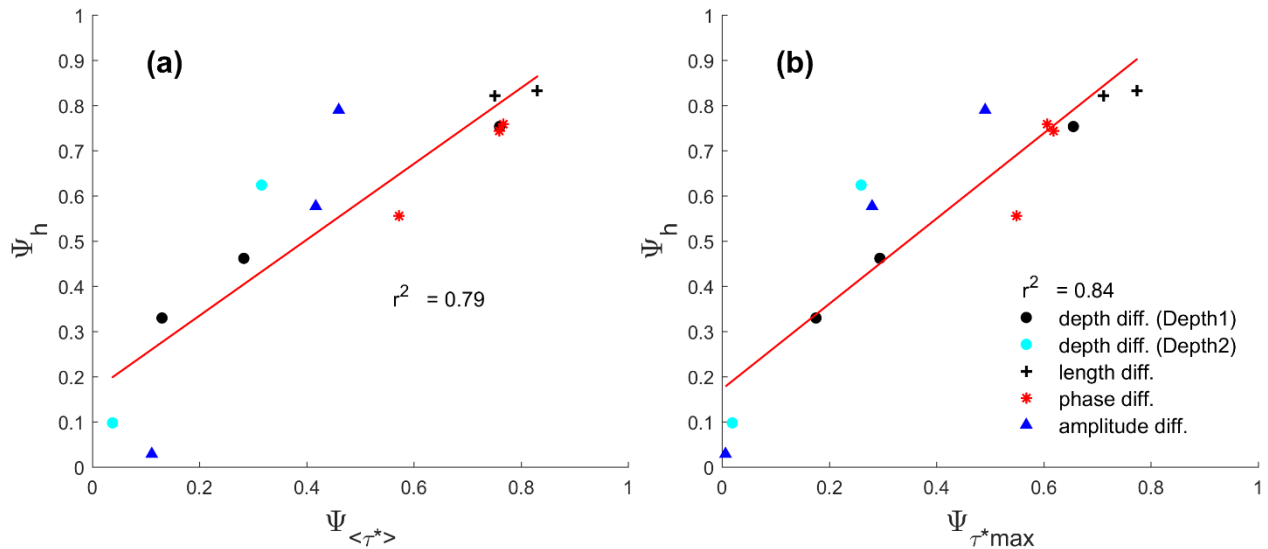 (a)
1
0.9
0.8
0.7
0.6
0.5
0.4
0.3
0.2
0.1
0
Ψh
r2 = 0.79
0 0.2 0.4 0.6 0.8 1
Ψ<τ*>
(b)
1
0.9
0.8
0.7
0.6
0.5
0.4
0.3
0.2
0.1
0
Ψh
r2 = 0.84
depth diff. (Depth1)
depth diff. (Depth2)
length diff.
phase diff.
amplitude diff.
0 0.2 0.4 0.6 0.8 1
Ψτ*max